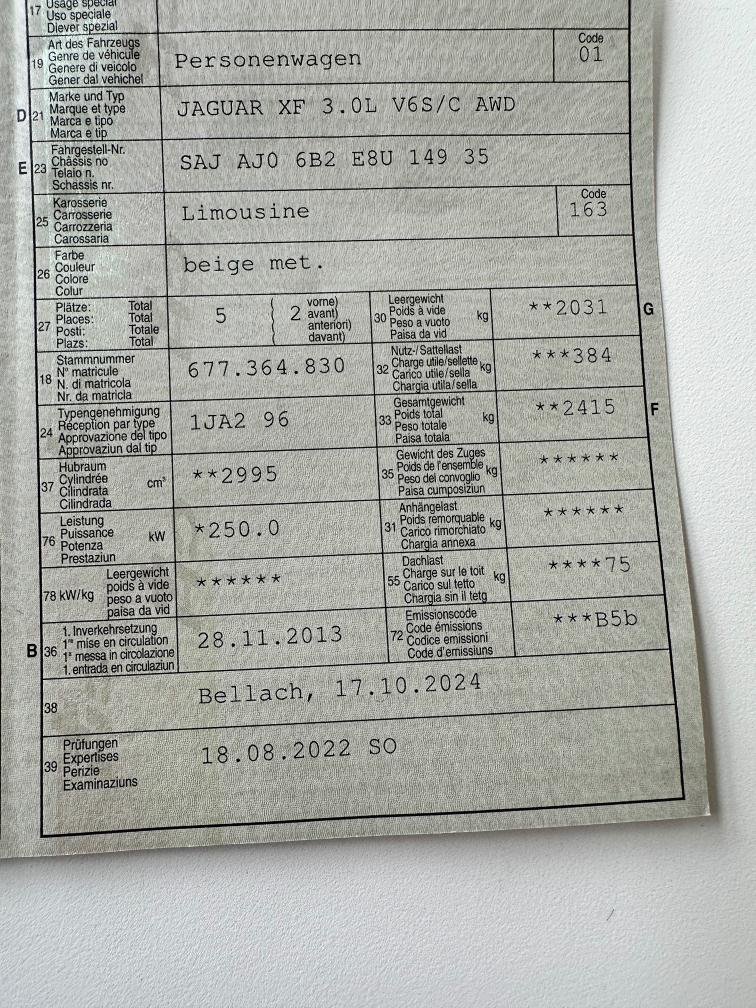 17 Usage spécial
Uso speciale
Diever spezial
19 Art des Fahrzeugs
Genre de véhicule
Genere di veicolo
Gener dal vehichel
Personenwagen
Code
01
D 21 Marke und Typ
Marque et type
Marca e tipo
Marca e tip
JAGUAR XF 3.0L V6S/C AWD
E 23 Fahrgestell-Nr.
Châssis no
Telaio n.
Schassis nr.
SAJ AJ0 6B2 E8U 149 35
25 Karosserie
Carrosserie
Carrozzeria
Carossaria
Limousine
Code
163
26 Farbe
Couleur
Colore
Colur
beige met.
27 Plätze: Total
Places: Total
Posti: Totale
Plazs: Total
5
2 vorne)
avant)
anteriori)
davant)
30 Leergewicht
Poids à vide
Peso a vuoto
Paisa da vid
kg
**2031
G
18 Stammnummer
N° matricule
N. di matricola
Nr. da matricla
677.364.830
32 Nutz-/Sattellast
Charge utile/sellette
Carico utile/sella
Chargia utila/sella
kg
***384
24 Typengenehmigung
Réception par type
Approvazione del tipo
Approvaziun dal tip
1JA2 96
33 Gesamtgewicht
Poids total
Peso totale
Paisa totala
kg
**2415
F
37 Hubraum
Cylindrée
Cilindrata
Cilindrada
cm³
**2995
35 Gewicht des Zuges
Poids de l'ensemble
Peso del convoglio
Paisa cumposiziun
kg
******
76 Leistung
Puissance
Potenza
Prestaziun
kW
*250.0
31 Anhängelast
Poids remorquable
Carico rimorchiato
Chargia annexa
kg
******
78 kW/kg
Leergewicht
poids à vide
peso a vuoto
paisa da vid
******
55 Dachlast
Charge sur le toit
Carico sul tetto
Chargia sin il tetg
kg
****75
B 36 1. Inverkehrsetzung
1re mise en circulation
1a messa in circolazione
1. entrada en circulaziun
28.11.2013
72 Emissionscode
Code émissions
Codice emissioni
Code d'emissiuns
***B5b
38
Bellach, 17.10.2024
39 Prüfungen
Expertises
Perizie
Examinaziuns
18.08.2022 SO